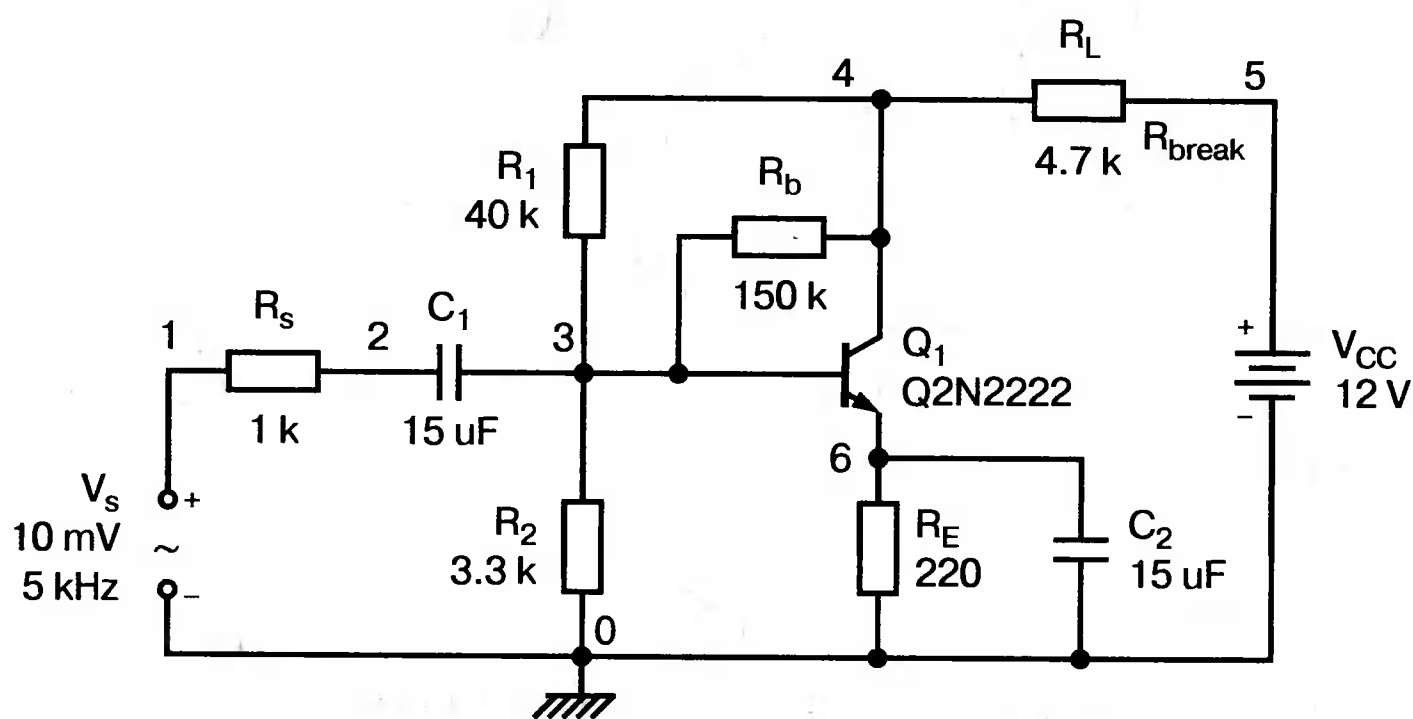 4
R_L
5
4.7 k
R_break
R_1
40 k
R_b
150 k
1
R_s
1 k
2
C_1
15 uF
3
Q_1
Q2N2222
+
V_CC
12 V
−
6
V_s
10 mV
5 kHz
+
~
−
R_2
3.3 k
R_E
220
C_2
15 uF
0